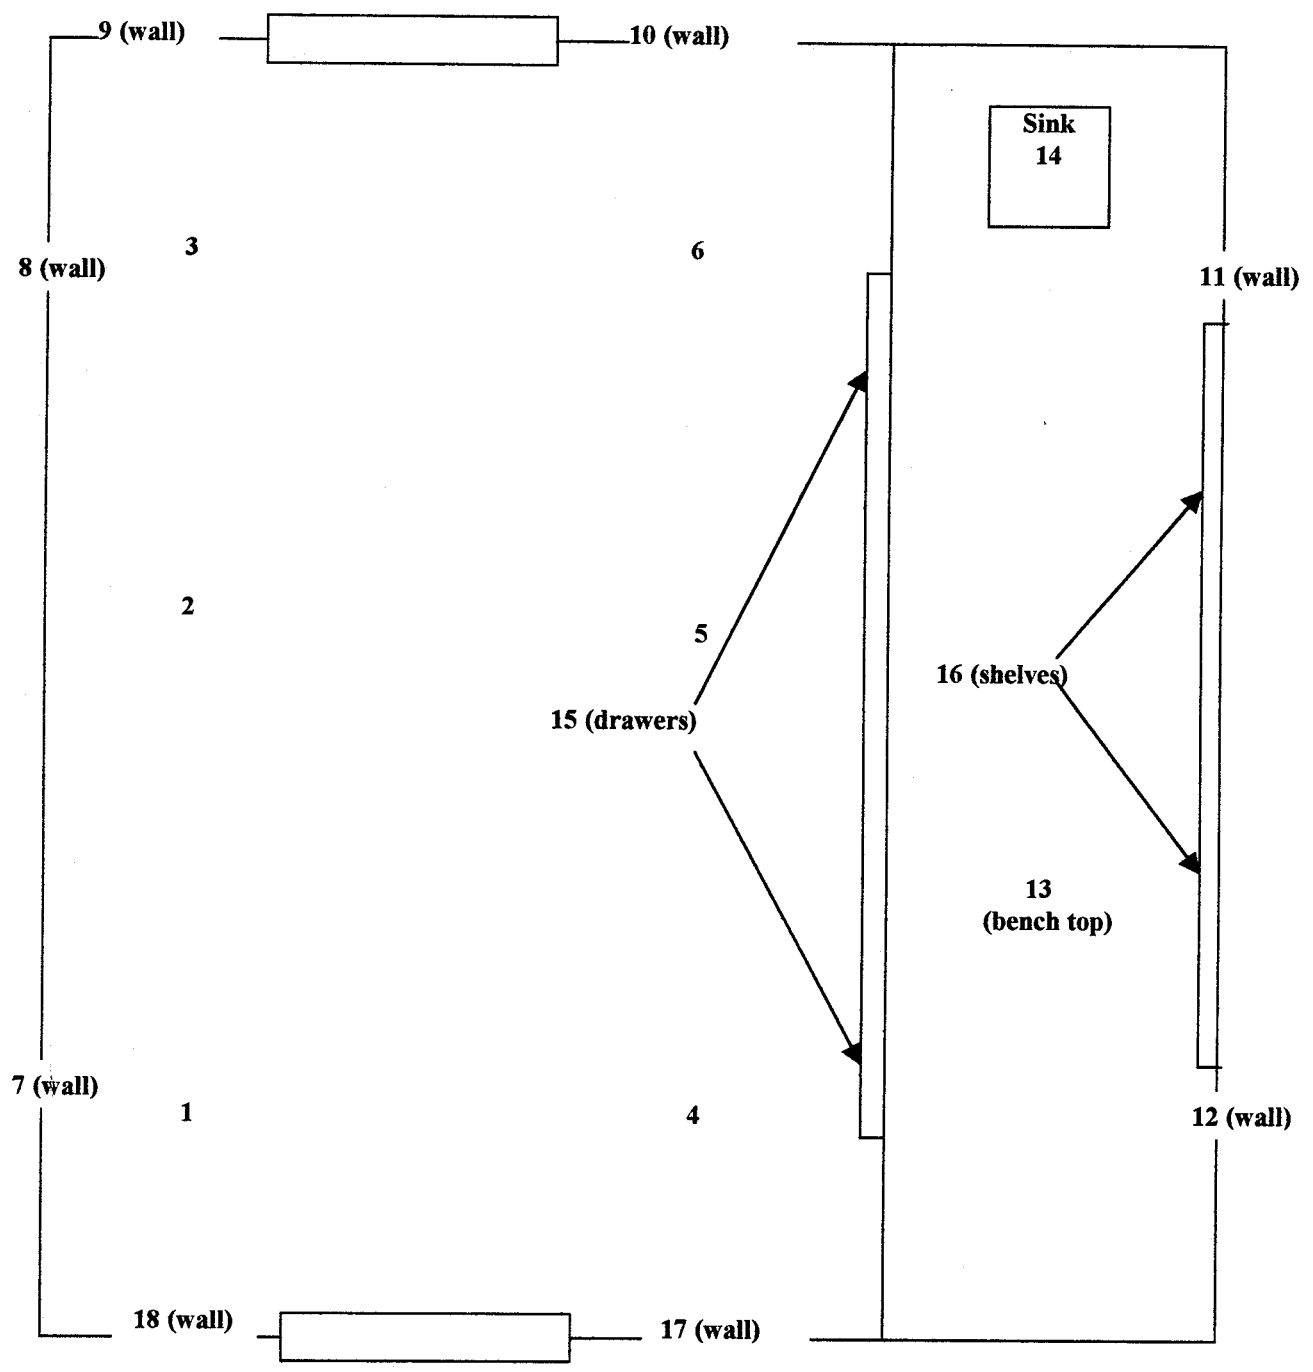 9 (wall)
10 (wall)
Sink
14
3
6
8 (wall)
11 (wall)
2
5
16 (shelves)
15 (drawers)
13
(bench top)
7 (wall)
1
4
12 (wall)
18 (wall)
17 (wall)